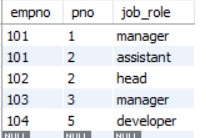 empno pno job_role
101 1 manager
101 2 assistant
102 2 head
103 3 manager
104 5 developer
NULL NULL NULL